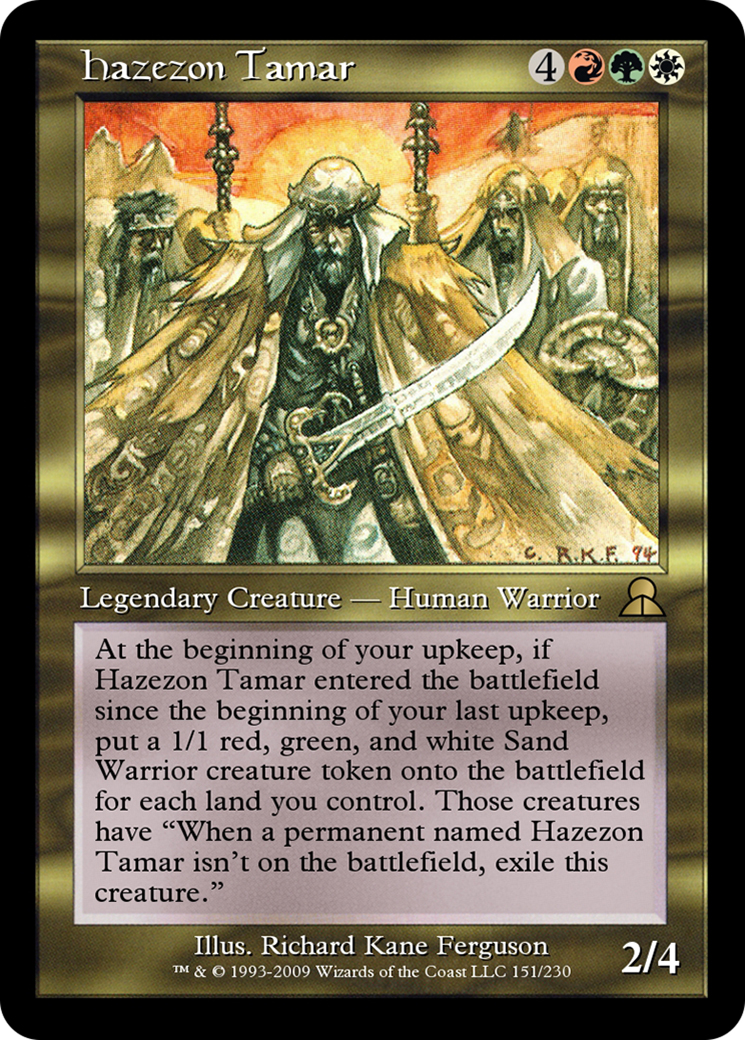 Hazezon Tamar 4
C. R.K.F. 94
Legendary Creature — Human Warrior
At the beginning of your upkeep, if
Hazezon Tamar entered the battlefield
since the beginning of your last upkeep,
put a 1/1 red, green, and white Sand
Warrior creature token onto the battlefield
for each land you control. Those creatures
have “When a permanent named Hazezon
Tamar isn’t on the battlefield, exile this
creature.”
Illus. Richard Kane Ferguson
™ & © 1993-2009 Wizards of the Coast LLC 151/230
2/4